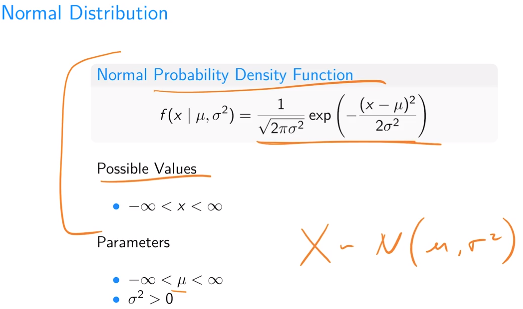 Normal Distribution
Normal Probability Density Function
f(x | μ, σ²) = 1/√(2πσ²) exp(−(x − μ)²/2σ²)
Possible Values
• −∞ < x < ∞
Parameters
• −∞ < μ < ∞
• σ² > 0
X ~ N(μ, σ²)